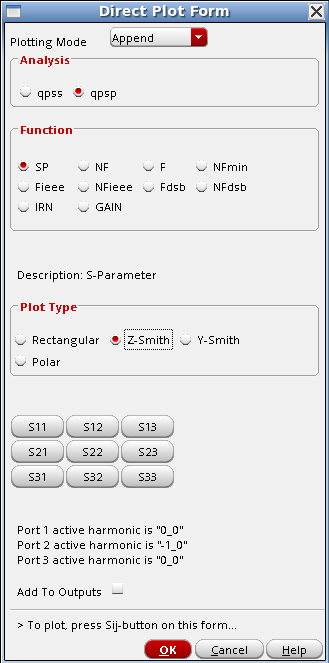 Direct Plot Form
Plotting Mode Append
Analysis
qpss qpsp
Function
SP NF F NFmin
Fieee NFieee Fdsb NFdsb
IRN GAIN
Description: S-Parameter
Plot Type
Rectangular Z-Smith Y-Smith
Polar
S11 S12 S13
S21 S22 S23
S31 S32 S33
Port 1 active harmonic is "0_0"
Port 2 active harmonic is "-1_0"
Port 3 active harmonic is "0_0"
Add To Outputs
> To plot, press Sij-button on this form...
OK Cancel Help